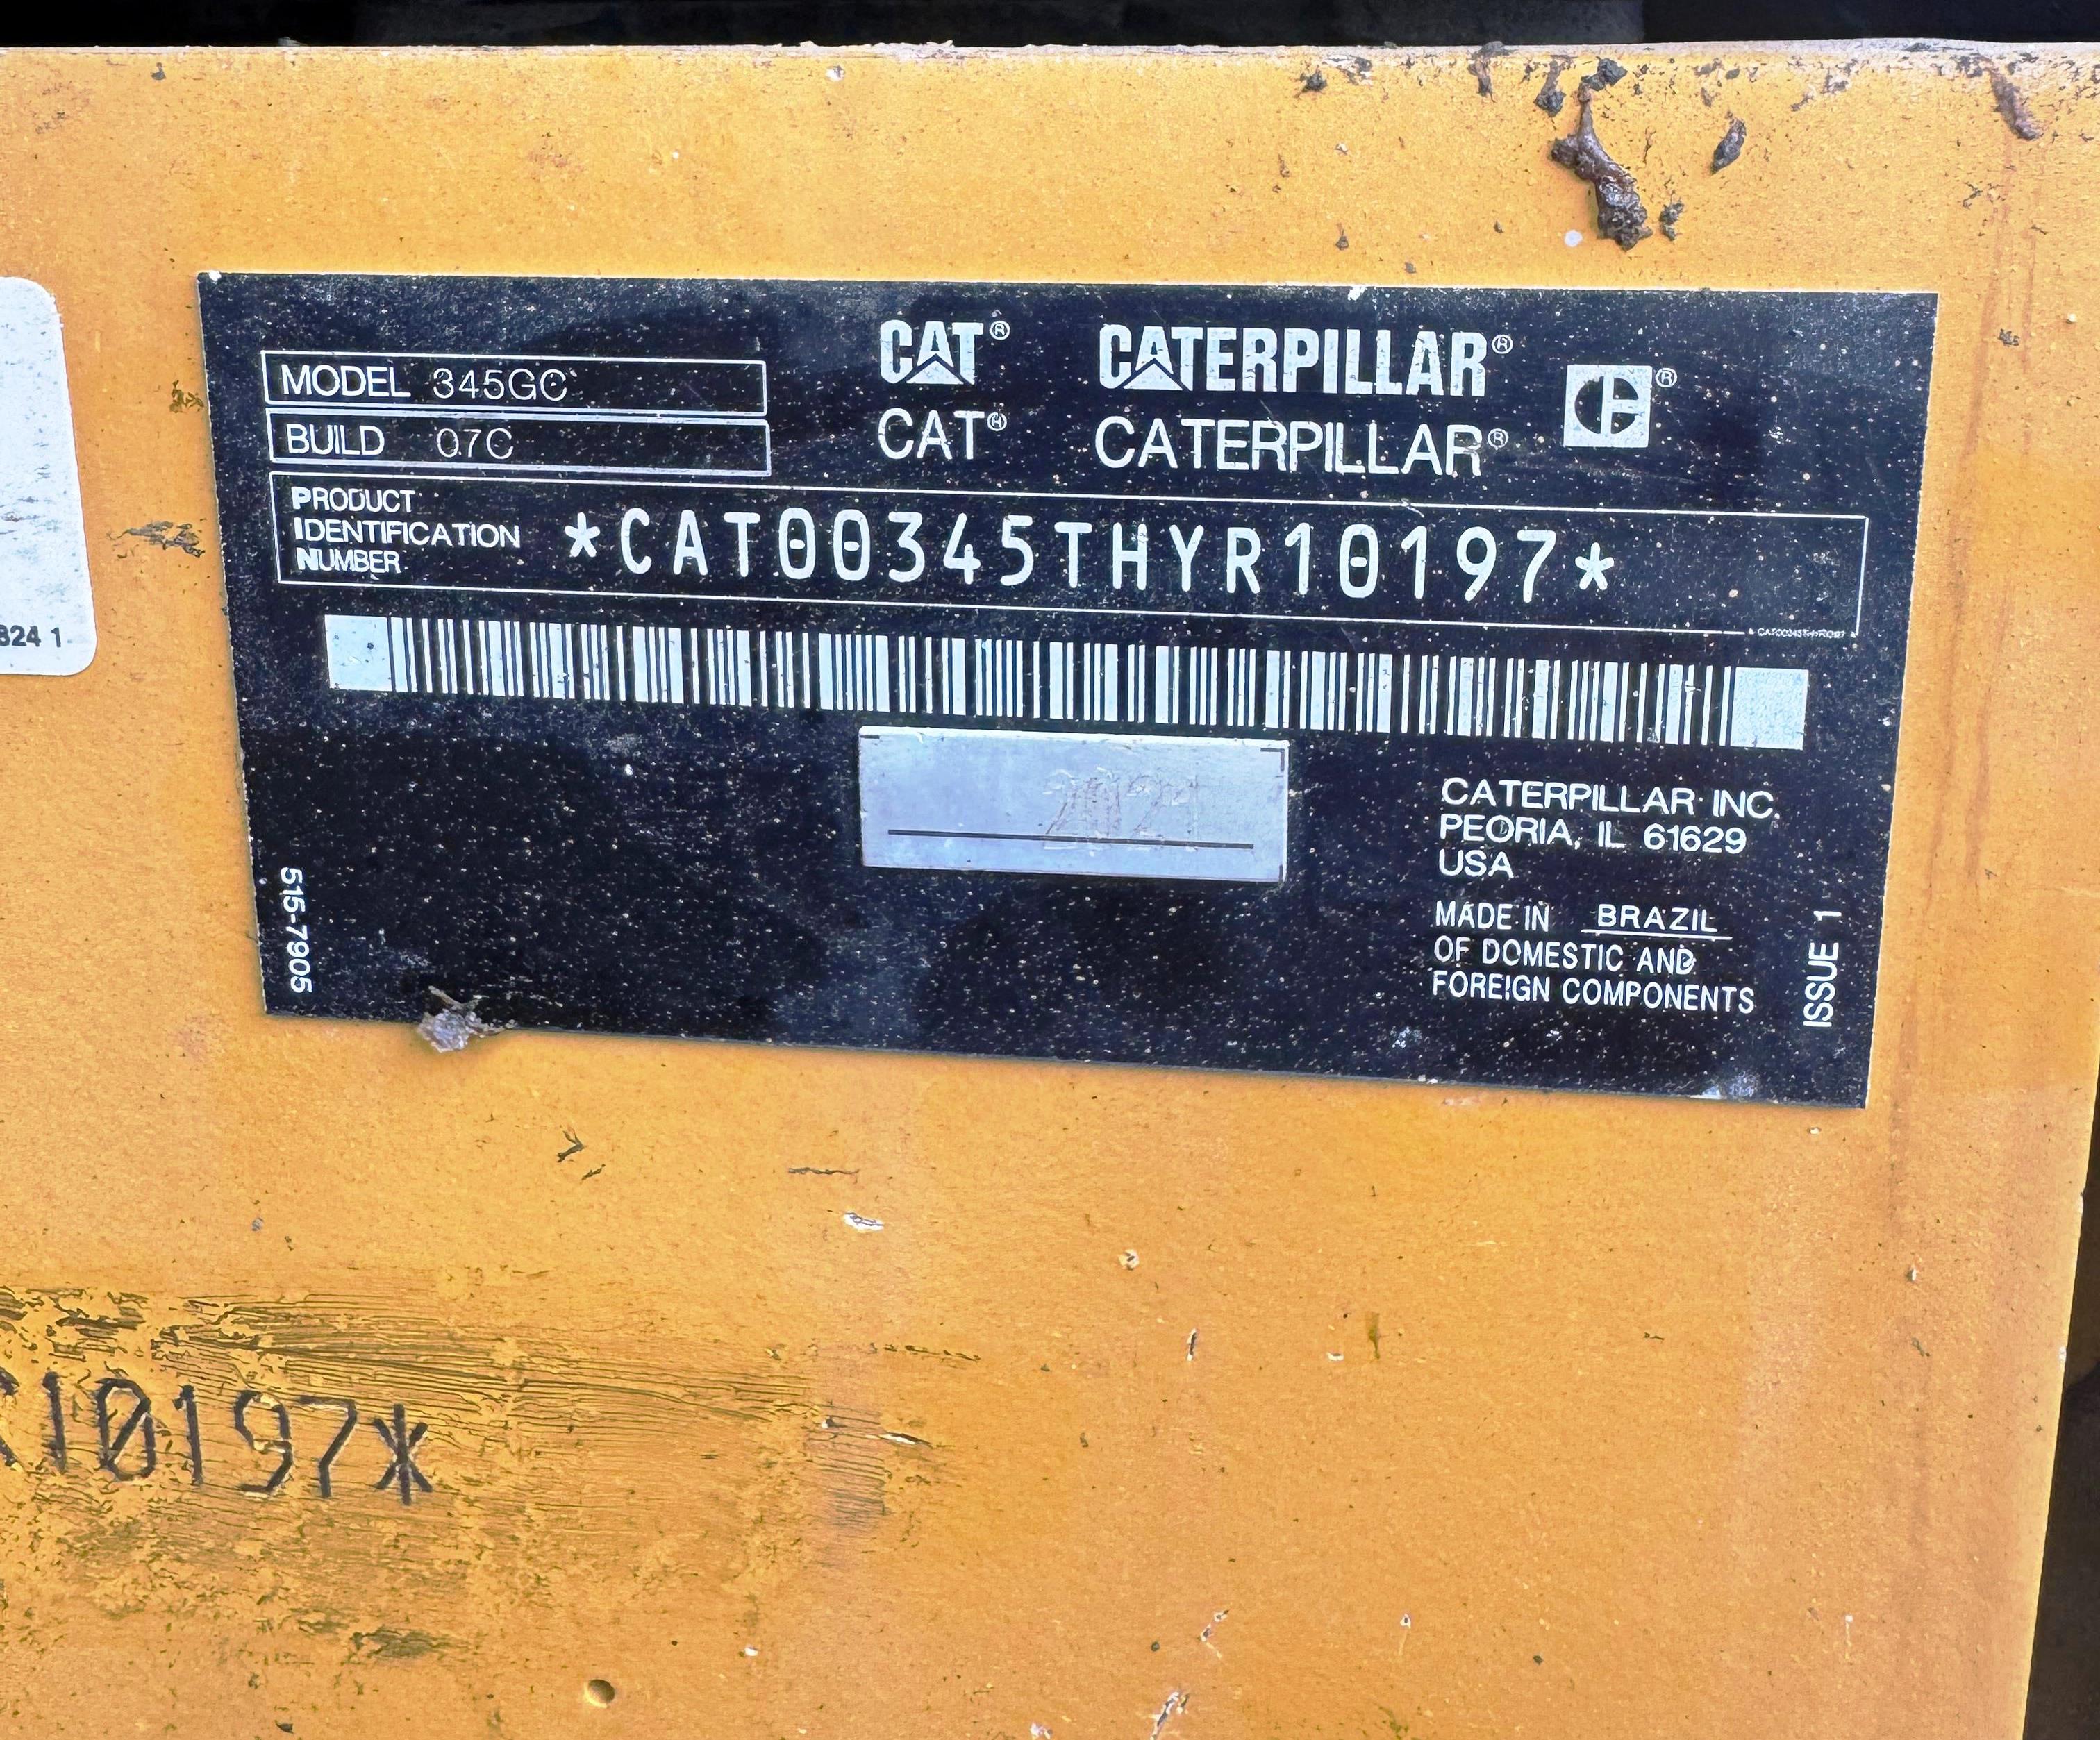 MODEL 345GC
BUILD 07C
CAT® CATERPILLAR®
CAT® CATERPILLAR®
PRODUCT
IDENTIFICATION
NUMBER
*CAT00345THYR10197*
2021
CATERPILLAR INC.
PEORIA, IL 61629
USA
MADE IN BRAZIL
OF DOMESTIC AND
FOREIGN COMPONENTS
515-7905
ISSUE 1
824 1
10197*